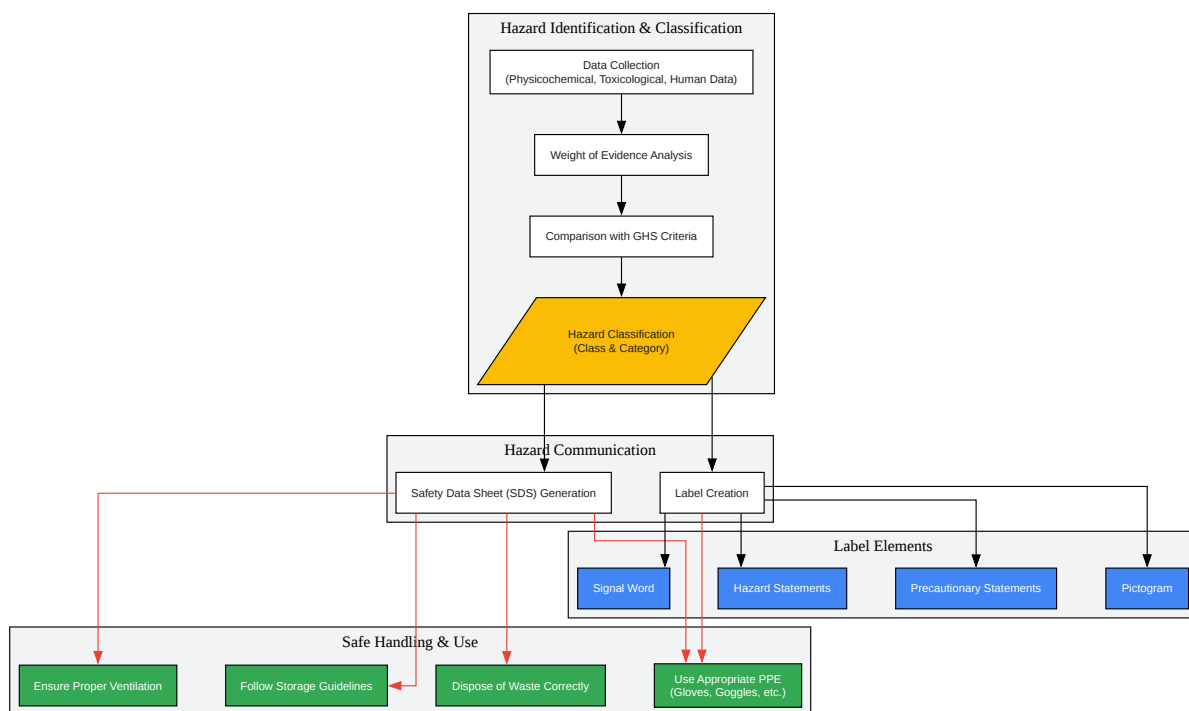 Hazard Identification & Classification
Data Collection
(Physicochemical, Toxicological, Human Data)
Weight of Evidence Analysis
Comparison with GHS Criteria
Hazard Classification
(Class & Category)
Hazard Communication
Safety Data Sheet (SDS) Generation
Label Creation
Label Elements
Signal Word
Hazard Statements
Precautionary Statements
Pictogram
Safe Handling & Use
Ensure Proper Ventilation
Follow Storage Guidelines
Dispose of Waste Correctly
Use Appropriate PPE
(Gloves, Goggles, etc.)